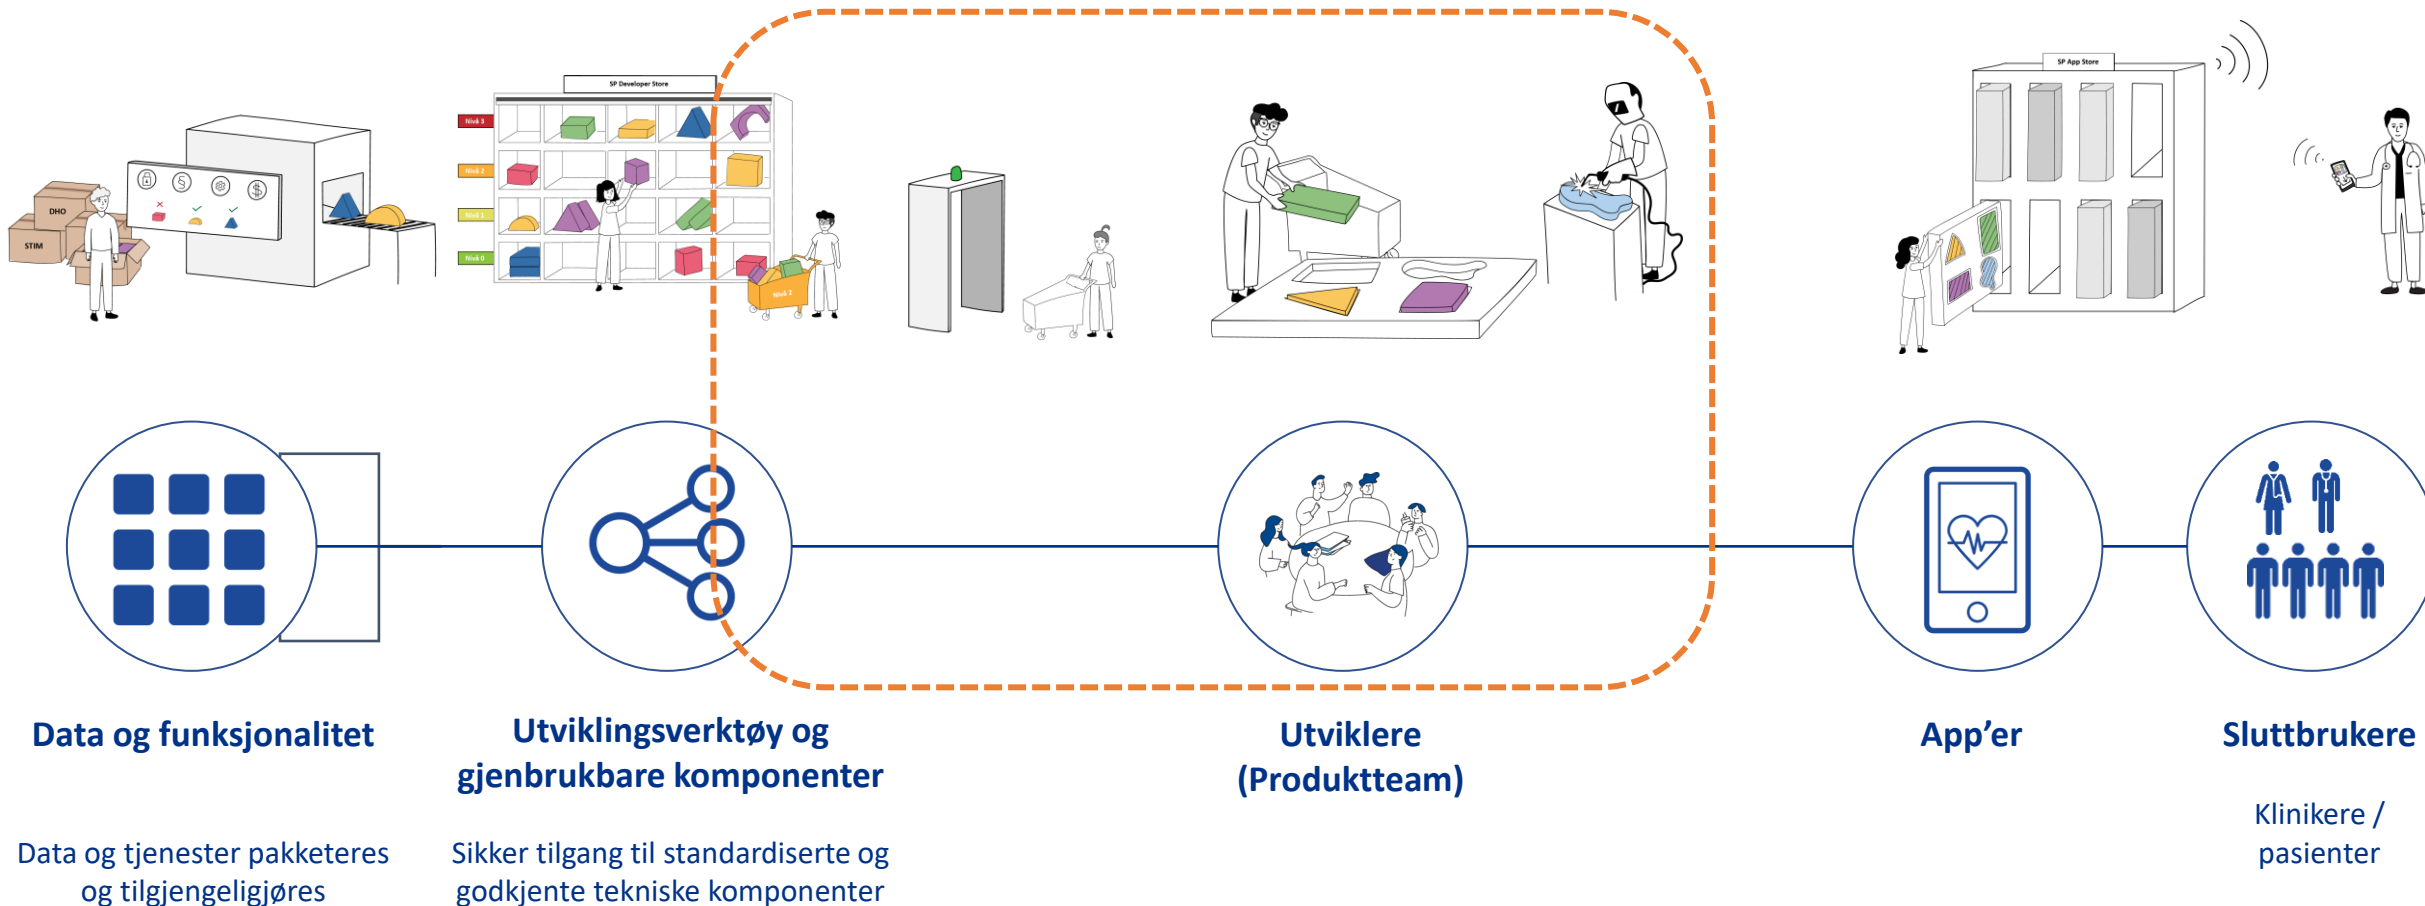 SP Developer Store
SP App Store
Nivå 3
Nivå 2
Nivå 1
Nivå 0
DHO
STIM
Nivå 2
Data og funksjonalitet
Data og tjenester pakketeres
og tilgjengeligjøres
Utviklingsverktøy og
gjenbrukbare komponenter
Sikker tilgang til standardiserte og
godkjente tekniske komponenter
Utviklere
(Produktteam)
App’er
Sluttbrukere
Klinikere /
pasienter